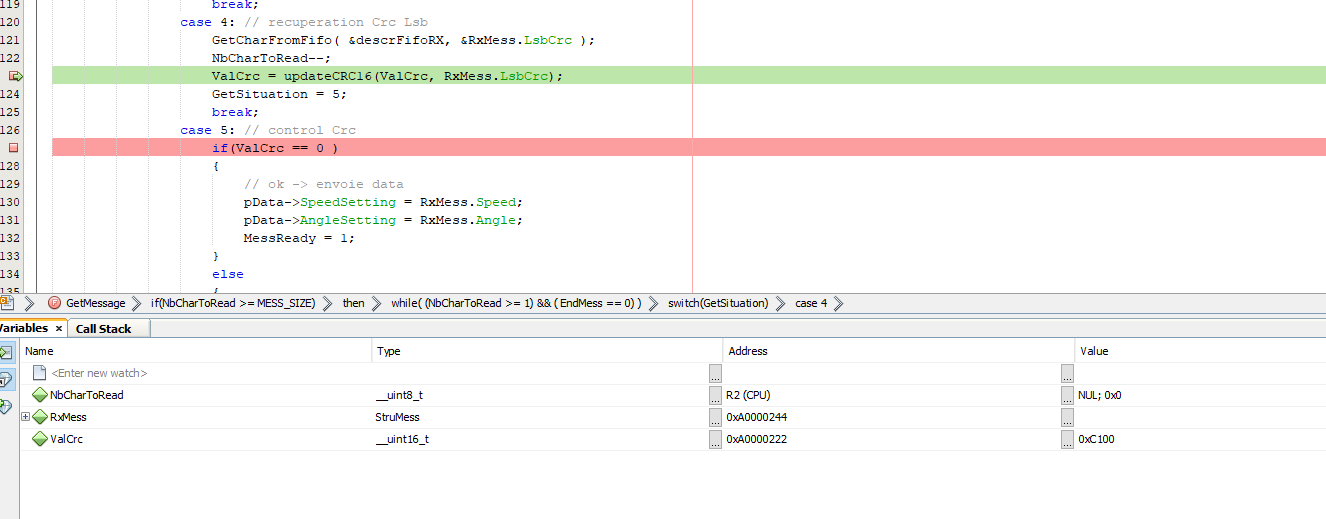 119 break;
120 case 4: // recuperation Crc Lsb
121 GetCharFromFifo( &descrFifoRX, &RxMess.LsbCrc );
122 NbCharToRead--;
ValCrc = updateCRC16(ValCrc, RxMess.LsbCrc);
124 GetSituation = 5;
125 break;
126 case 5: // control Crc
if(ValCrc == 0 )
128 {
129 // ok -> envoie data
130 pData->SpeedSetting = RxMess.Speed;
131 pData->AngleSetting = RxMess.Angle;
132 MessReady = 1;
133 }
134 else
135 {
GetMessage if(NbCharToRead >= MESS_SIZE) then while( (NbCharToRead >= 1) && ( EndMess == 0) ) switch(GetSituation) case 4
Variables × Call Stack
Name Type Address Value
<Enter new watch> ... ...
NbCharToRead __uint8_t ... R2 (CPU) ... NUL; 0x0
RxMess StruMess ... 0xA0000244 ...
ValCrc __uint16_t ... 0xA0000222 ... 0xC100